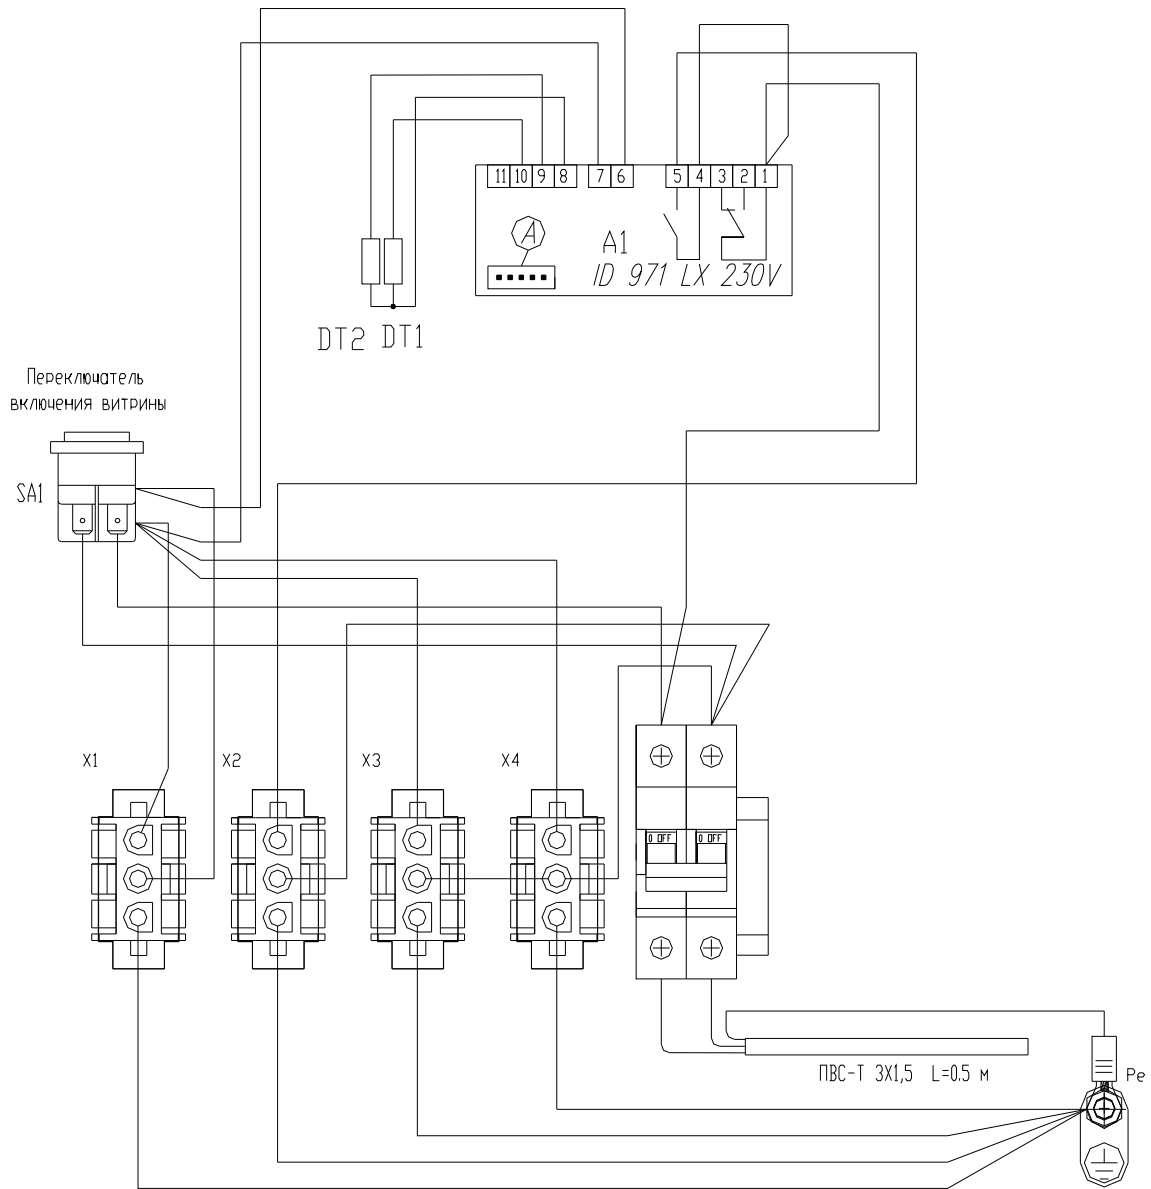 11 10 9 8 7 6 5 4 3 2 1
A
A1
ID 971 LX 230V
DT2 DT1
Переключатель
включения витрины
SA1
X1 X2 X3 X4
0 OFF 0 OFF
ПВС-Т 3Х1,5 L=0.5 м
Pe